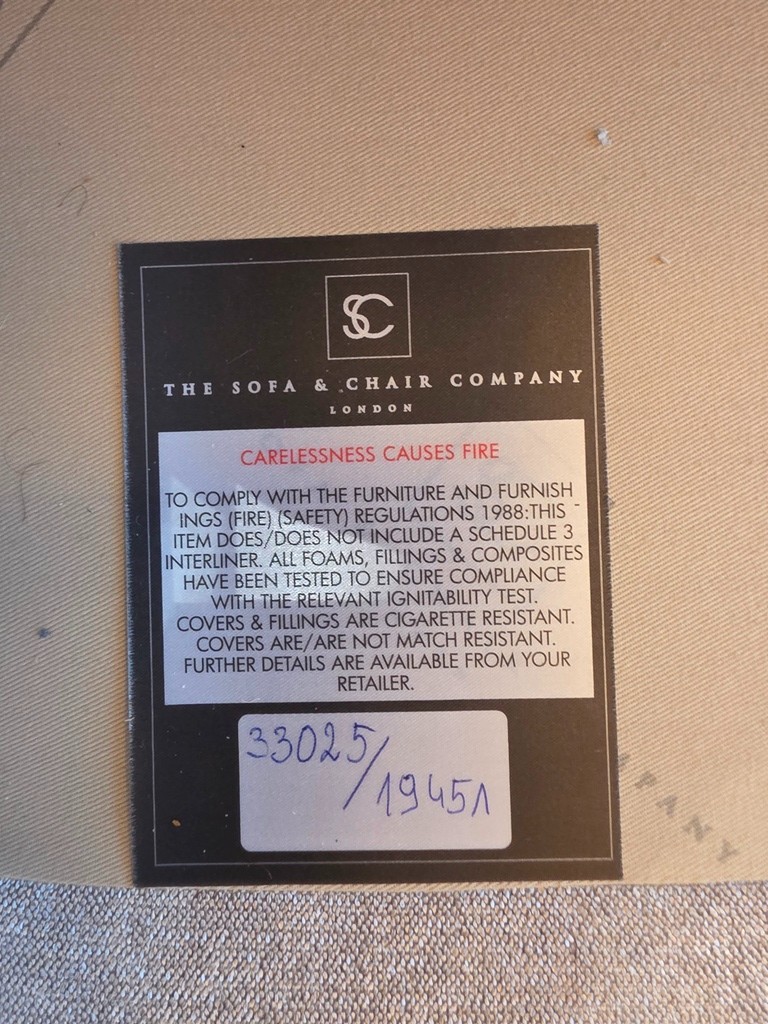 SC
THE SOFA & CHAIR COMPANY
LONDON
CARELESSNESS CAUSES FIRE
TO COMPLY WITH THE FURNITURE AND FURNISH
INGS (FIRE) (SAFETY) REGULATIONS 1988:THIS -
ITEM DOES/DOES NOT INCLUDE A SCHEDULE 3
INTERLINER. ALL FOAMS, FILLINGS & COMPOSITES
HAVE BEEN TESTED TO ENSURE COMPLIANCE
WITH THE RELEVANT IGNITABILITY TEST.
COVERS & FILLINGS ARE CIGARETTE RESISTANT.
COVERS ARE/ARE NOT MATCH RESISTANT.
FURTHER DETAILS ARE AVAILABLE FROM YOUR
RETAILER.
33025/
19451
MPANY